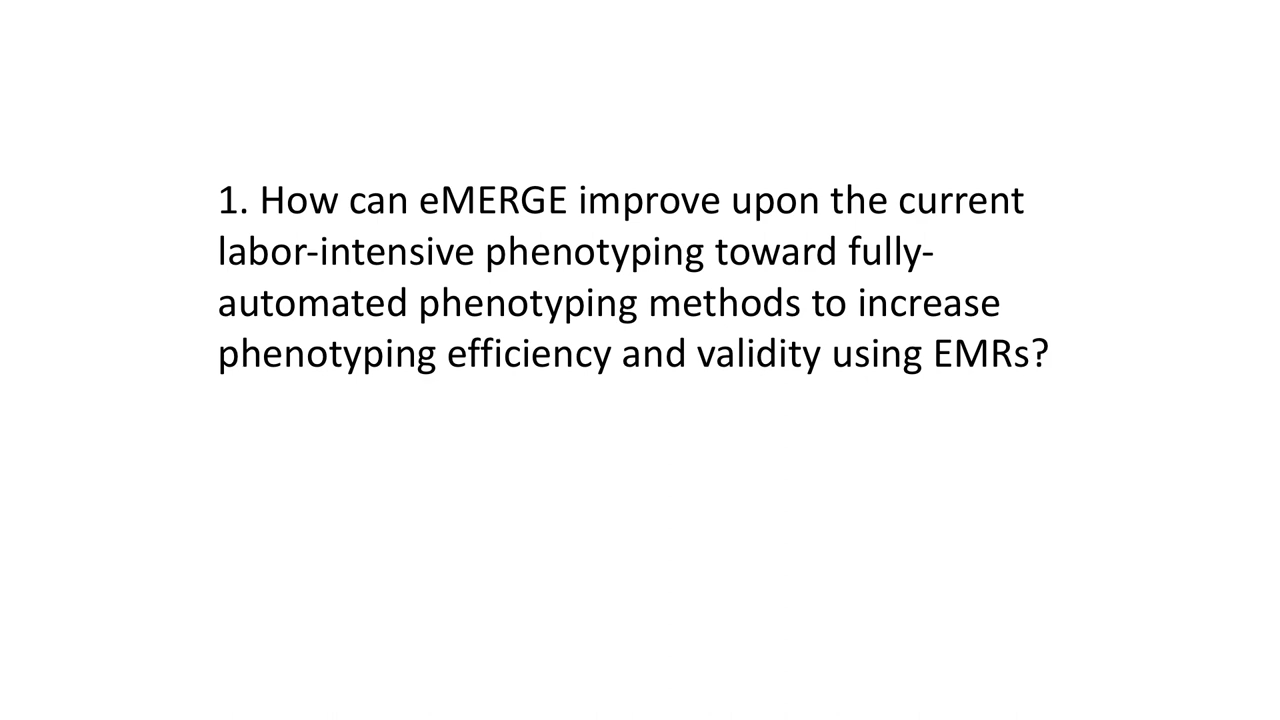 1. How can eMERGE improve upon the current
labor-intensive phenotyping toward fully-
automated phenotyping methods to increase
phenotyping efficiency and validity using EMRs?